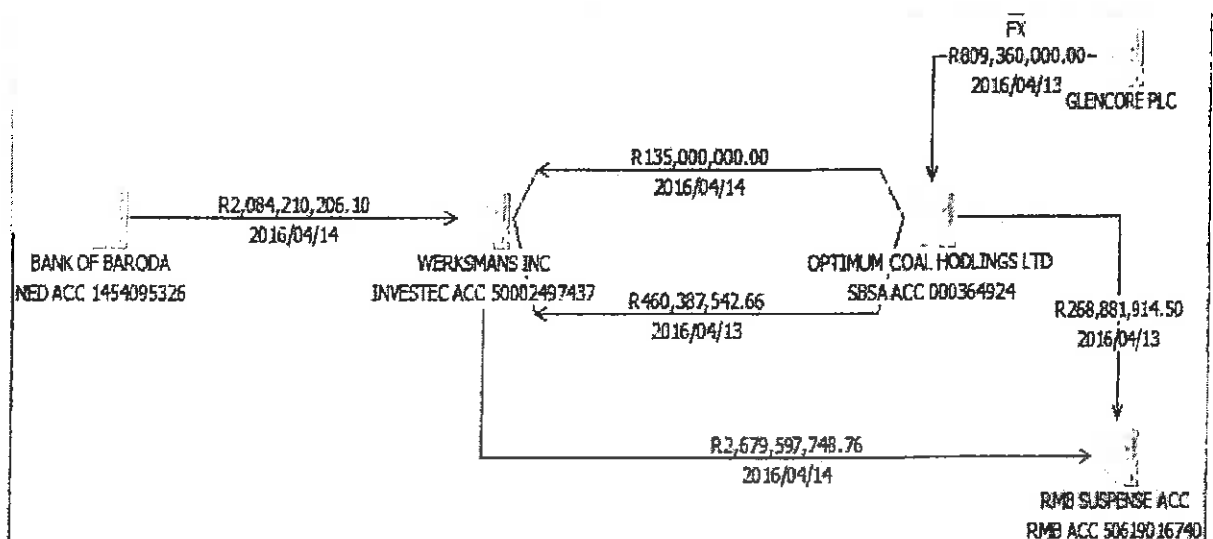 FX
R809,360,000.00
2016/04/13
GLENCORE PLC
R135,000,000.00
2016/04/14
R2,084,210,206.10
2016/04/14
BANK OF BARODA
NED ACC 1454095326
WERKSMANS INC
INVESTEC ACC 50002497437
OPTIMUM COAL HODLINGS LTD
SBSA ACC 000364924
R460,387,542.66
2016/04/13
R268,881,914.50
2016/04/13
R2,679,597,748.76
2016/04/14
RMB SUSPENSE ACC
RMB ACC 50619016740